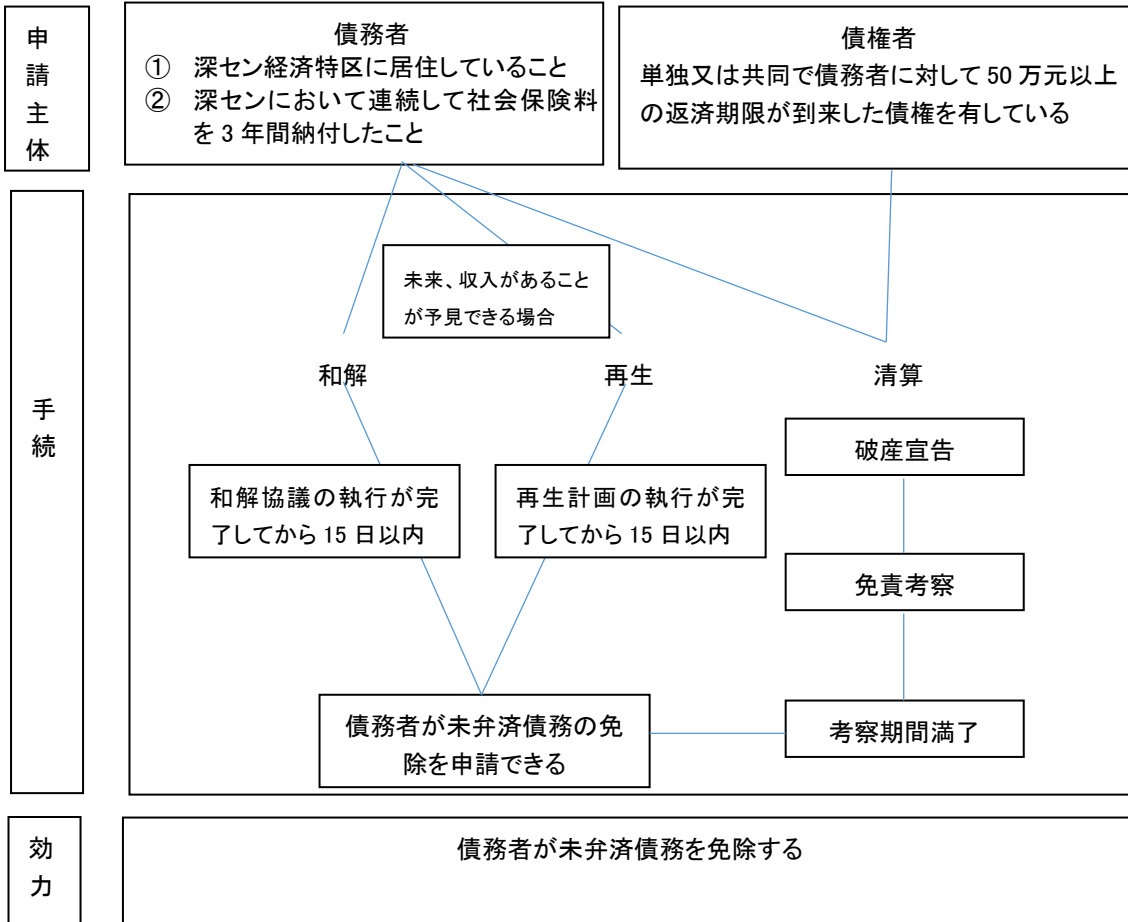 申
請
主
体
債務者
① 深セン経済特区に居住していること
② 深センにおいて連続して社会保険料
を3年間納付したこと
債権者
単独又は共同で債務者に対して50万元以上
の返済期限が到来した債権を有している
手
続
未来、収入があること
が予見できる場合
和解
再生
清算
破産宣告
和解協議の執行が完
了してから15日以内
再生計画の執行が完
了してから15日以内
免責考察
債務者が未弁済債務の免
除を申請できる
考察期間満了
効
力
債務者が未弁済債務を免除する